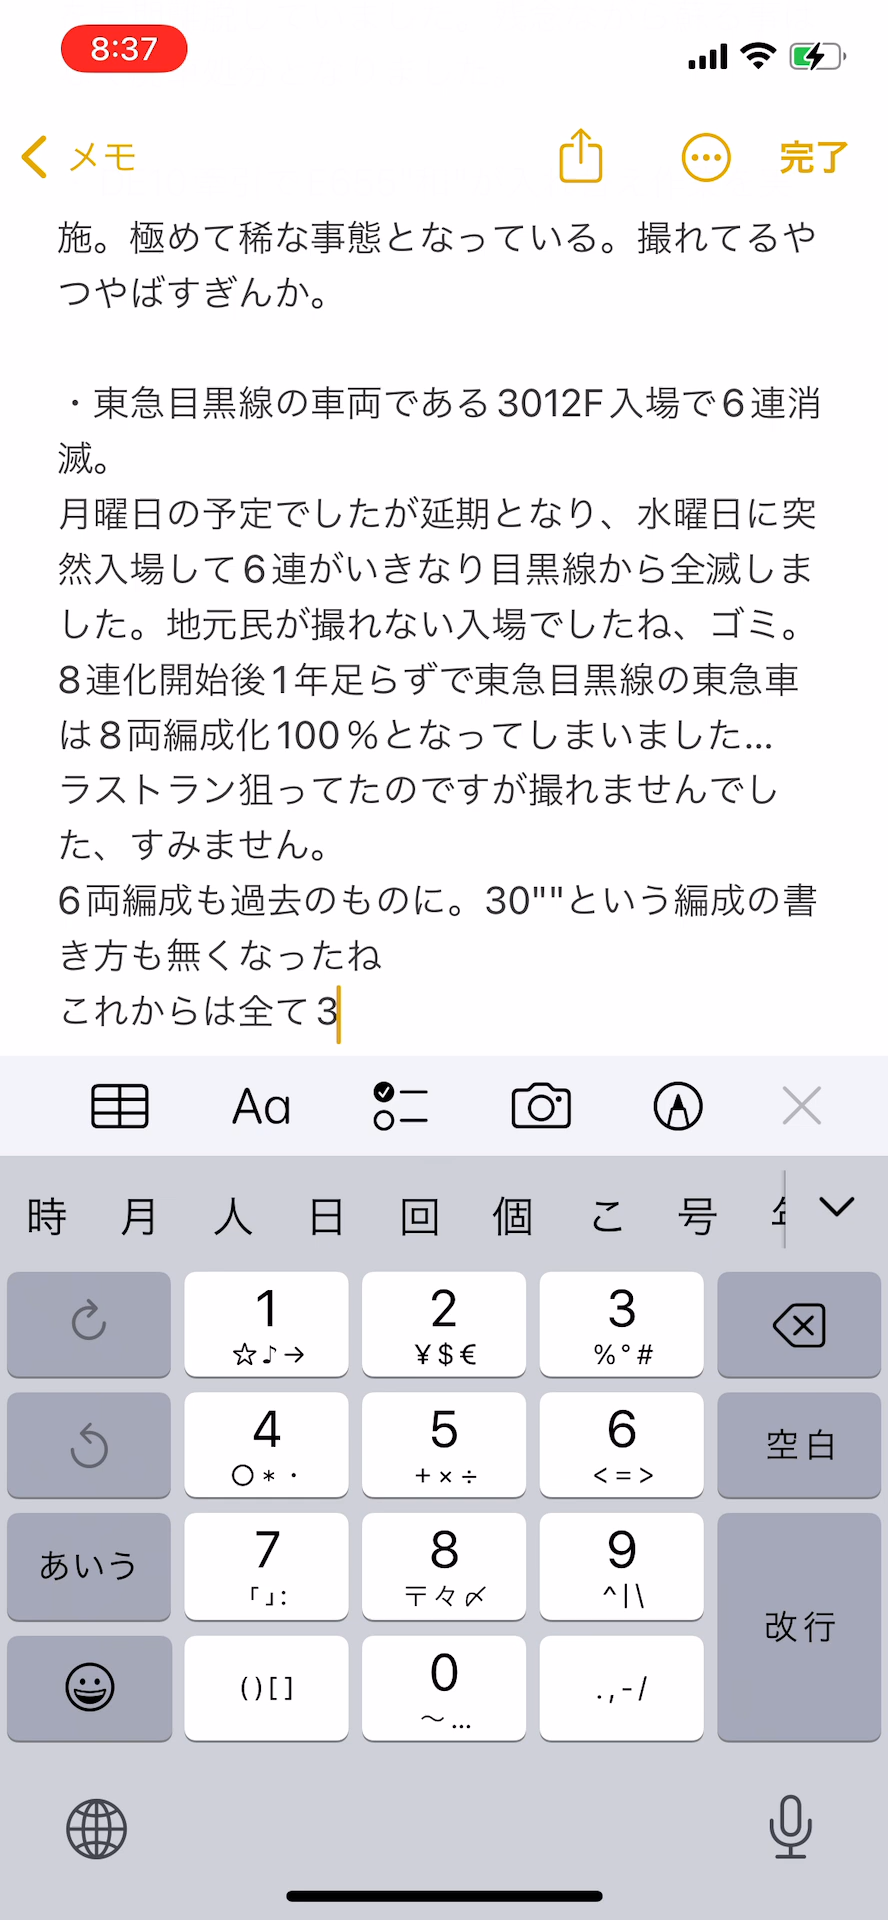 8:37
メモ
完了
施。極めて稀な事態となっている。撮れてるや
つやばすぎんか。
・東急目黒線の車両である3012F入場で6連消
滅。
月曜日の予定でしたが延期となり、水曜日に突
然入場して6連がいきなり目黒線から全滅しま
した。地元民が撮れない入場でしたね、ゴミ。
8連化開始後1年足らずで東急目黒線の東急車
は8両編成化100％となってしまいました…
ラストラン狙ってたのですが撮れませんでし
た、すみません。
6両編成も過去のものに。30""という編成の書
き方も無くなったね
これからは全て3
Aa
時 月 人 日 回 個 こ 号
1 2 3
☆♪→ ¥$€ %°#
4 5 6 空白
○*・ +×÷ <=>
あいう 7 8 9
「」: 〒々〆 ^|\
改行
()[] 0 .,-/
～…